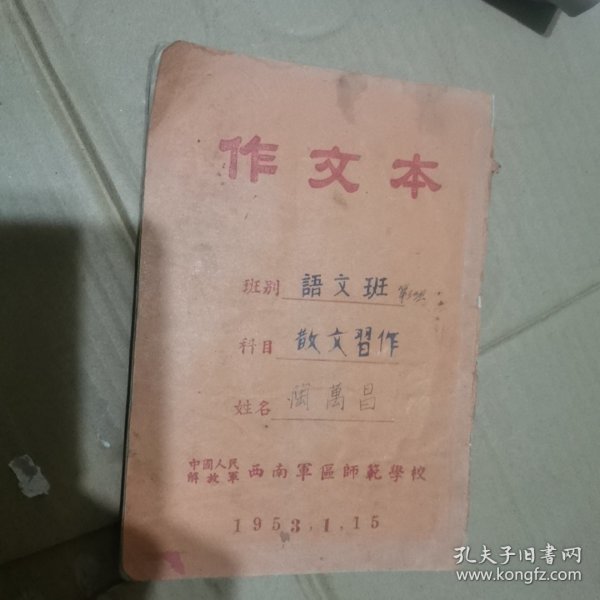 作文本
班別 語文班
科目 散文習作
姓名 陶萬昌
中國人民解放軍 西南軍區師範學校
1953.1.15
孔夫子旧书网
www.kongfz.com